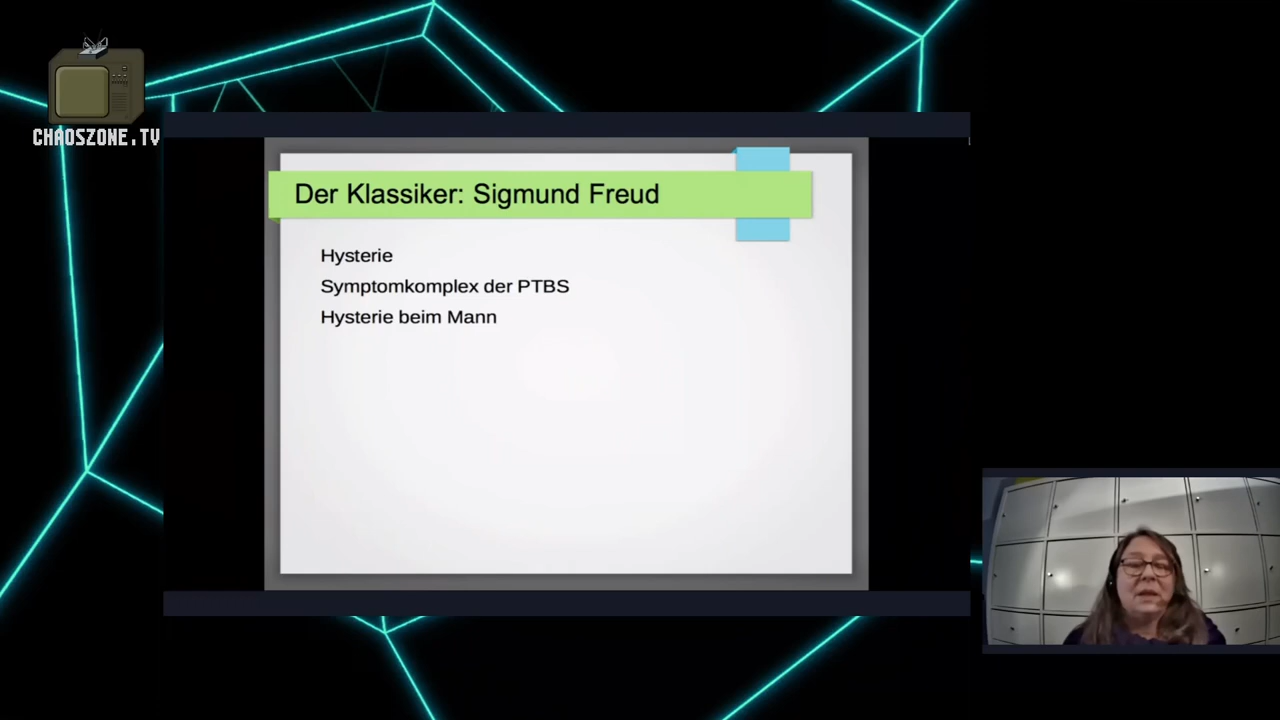 CHAOSZONE.TV
Der Klassiker: Sigmund Freud
Hysterie
Symptomkomplex der PTBS
Hysterie beim Mann